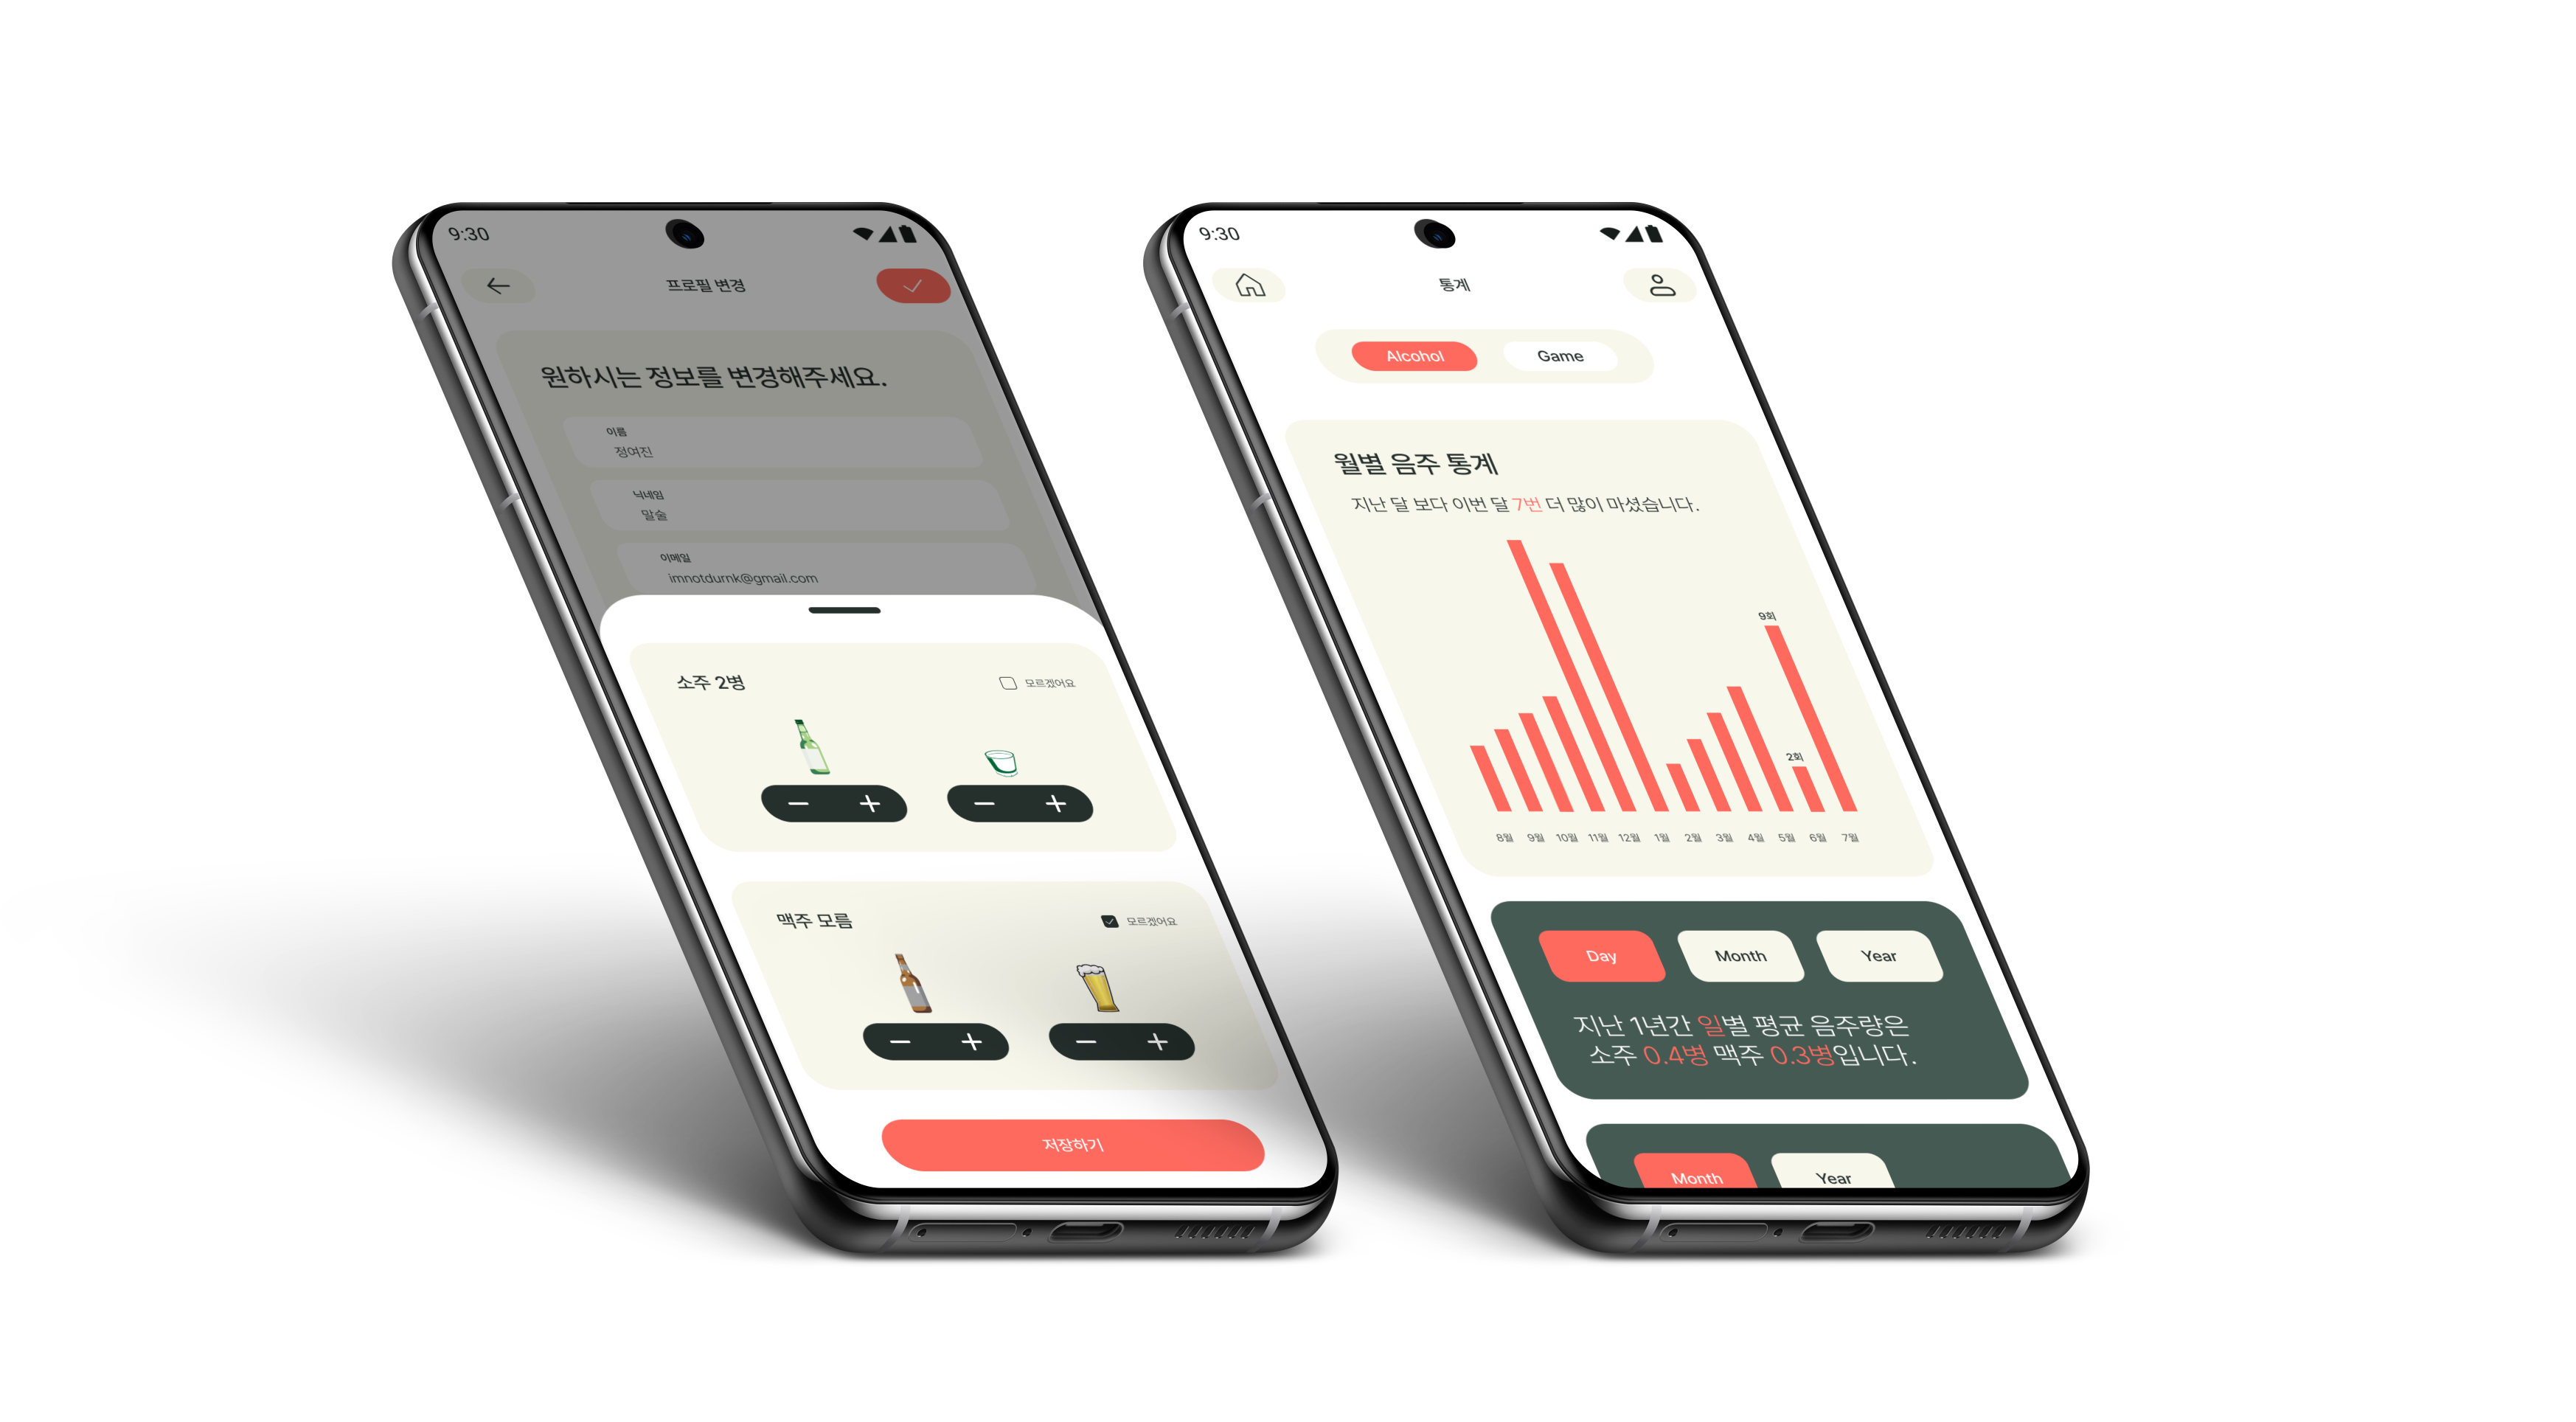 9:30
프로필 변경
원하시는 정보를 변경해주세요.
이름
정여진
닉네임
말술
이메일
imnotdurnk@gmail.com
소주 2병
모르겠어요
맥주 모름
모르겠어요
저장하기
9:30
통계
Alcohol Game
월별 음주 통계
지난 달 보다 이번 달 7번 더 많이 마셨습니다.
9회
2회
8월 9월 10월 11월 12월 1월 2월 3월 4월 5월 6월 7월
Day Month Year
지난 1년간 일별 평균 음주량은
소주 0.4병 맥주 0.3병입니다.
Month Year